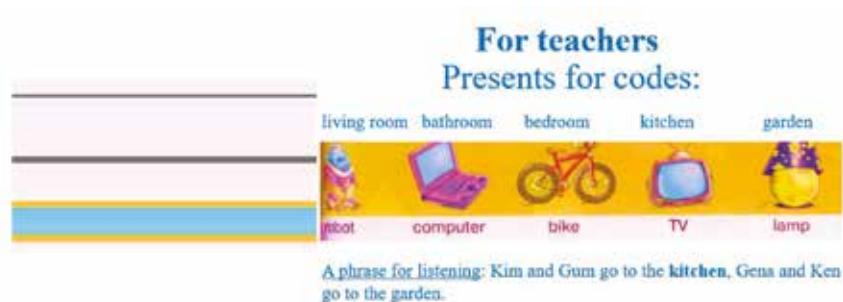 For teachers
Presents for codes:
living room bathroom bedroom kitchen garden
robot computer bike TV lamp
A phrase for listening: Kim and Gum go to the kitchen, Gena and Ken
go to the garden.